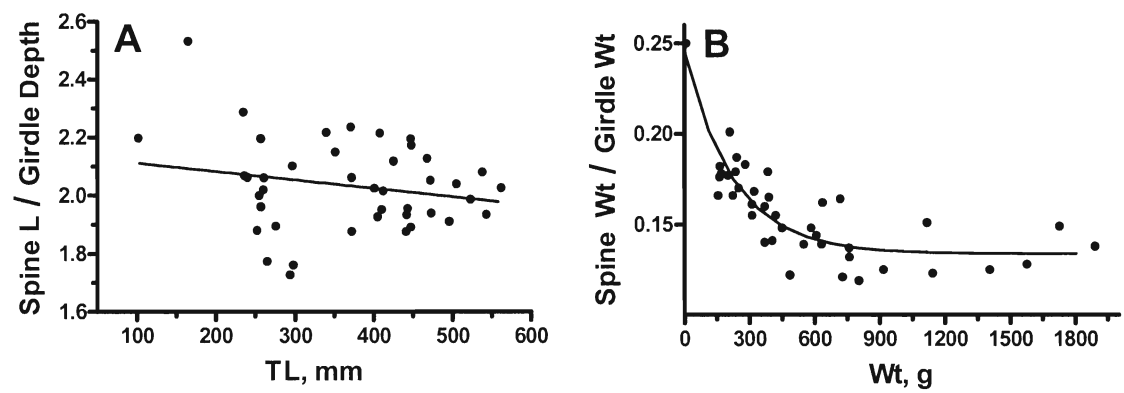 A
Spine L / Girdle Depth
2.6
2.4
2.2
2.0
1.8
1.6
100 200 300 400 500 600
TL, mm
B
Spine Wt / Girdle Wt
0.25
0.20
0.15
0 300 600 900 1200 1500 1800
Wt, g